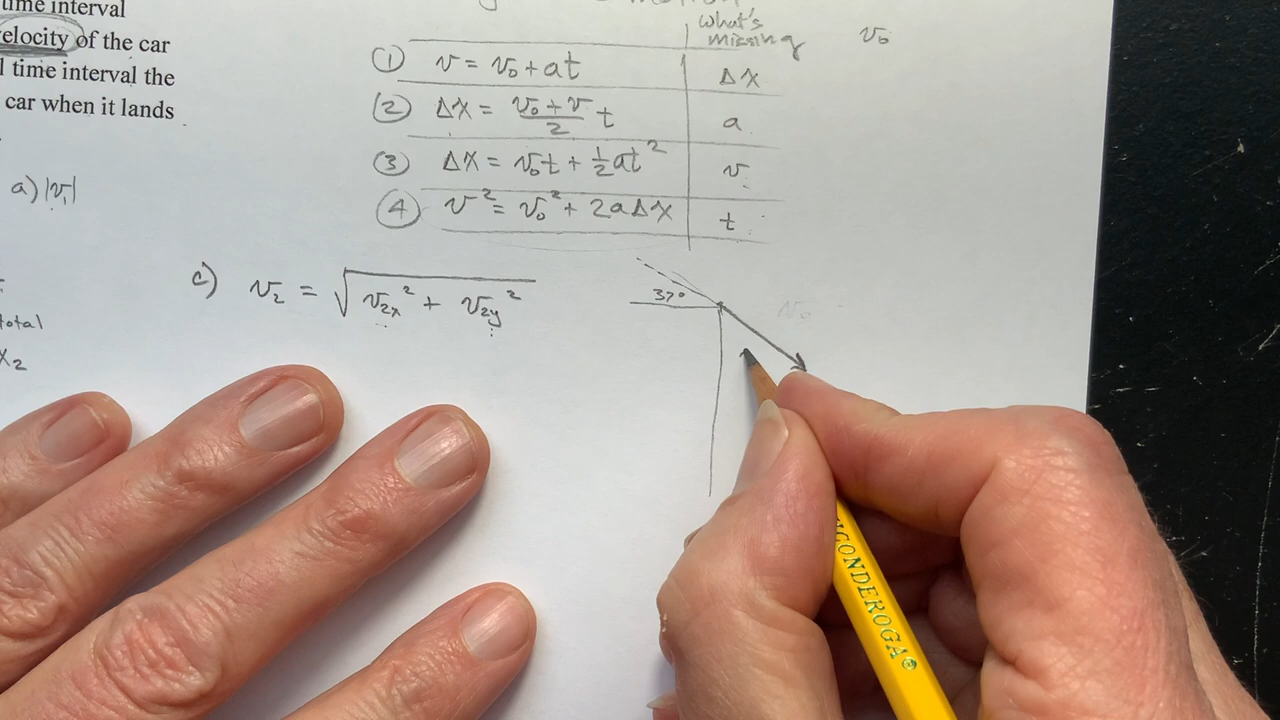 time interval
velocity of the car
l time interval the
car when it lands
a) |v₁|
total
x₂
what's missing
v₀
① v = v₀ + at Δx
② Δx = (v₀ + v)/2 t a
③ Δx = v₀t + ½at² v
④ v² = v₀² + 2aΔx t
c) v₂ = √(v₂ₓ² + v₂y²)
37°
TICONDEROGA®